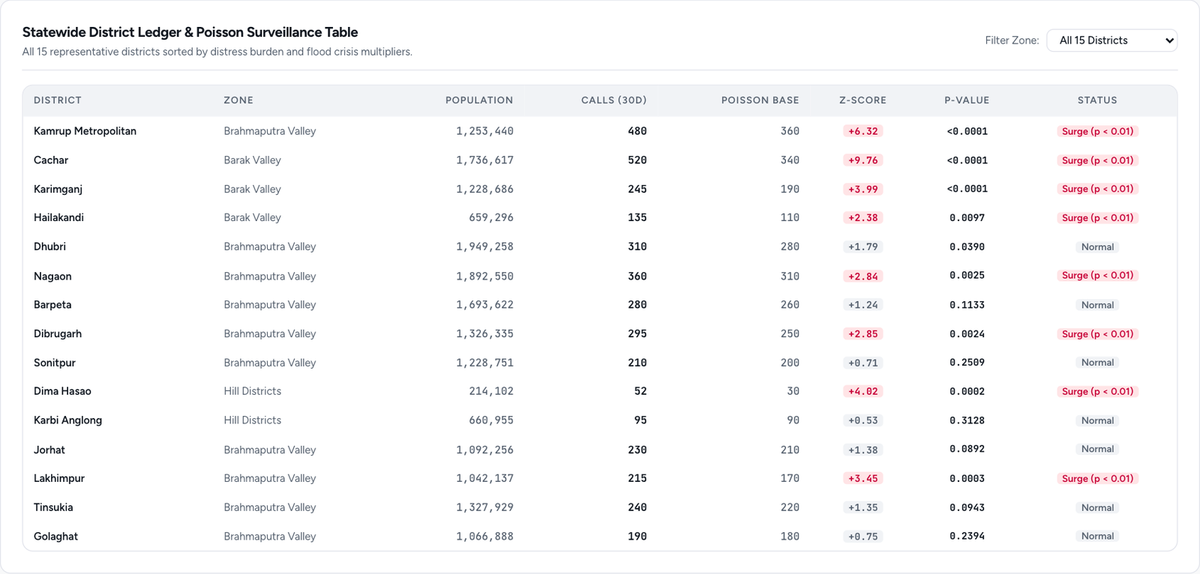 Statewide District Ledger & Poisson Surveillance Table
All 15 representative districts sorted by distress burden and flood crisis multipliers.
Filter Zone: All 15 Districts
DISTRICT ZONE POPULATION CALLS (30D) POISSON BASE Z-SCORE P-VALUE STATUS
Kamrup Metropolitan Brahmaputra Valley 1,253,440 480 360 +6.32 <0.0001 Surge (p < 0.01)
Cachar Barak Valley 1,736,617 520 340 +9.76 <0.0001 Surge (p < 0.01)
Karimganj Barak Valley 1,228,686 245 190 +3.99 <0.0001 Surge (p < 0.01)
Hailakandi Barak Valley 659,296 135 110 +2.38 0.0097 Surge (p < 0.01)
Dhubri Brahmaputra Valley 1,949,258 310 280 +1.79 0.0390 Normal
Nagaon Brahmaputra Valley 1,892,550 360 310 +2.84 0.0025 Surge (p < 0.01)
Barpeta Brahmaputra Valley 1,693,622 280 260 +1.24 0.1133 Normal
Dibrugarh Brahmaputra Valley 1,326,335 295 250 +2.85 0.0024 Surge (p < 0.01)
Sonitpur Brahmaputra Valley 1,228,751 210 200 +0.71 0.2509 Normal
Dima Hasao Hill Districts 214,102 52 30 +4.02 0.0002 Surge (p < 0.01)
Karbi Anglong Hill Districts 660,955 95 90 +0.53 0.3128 Normal
Jorhat Brahmaputra Valley 1,092,256 230 210 +1.38 0.0892 Normal
Lakhimpur Brahmaputra Valley 1,042,137 215 170 +3.45 0.0003 Surge (p < 0.01)
Tinsukia Brahmaputra Valley 1,327,929 240 220 +1.35 0.0943 Normal
Golaghat Brahmaputra Valley 1,066,888 190 180 +0.75 0.2394 Normal